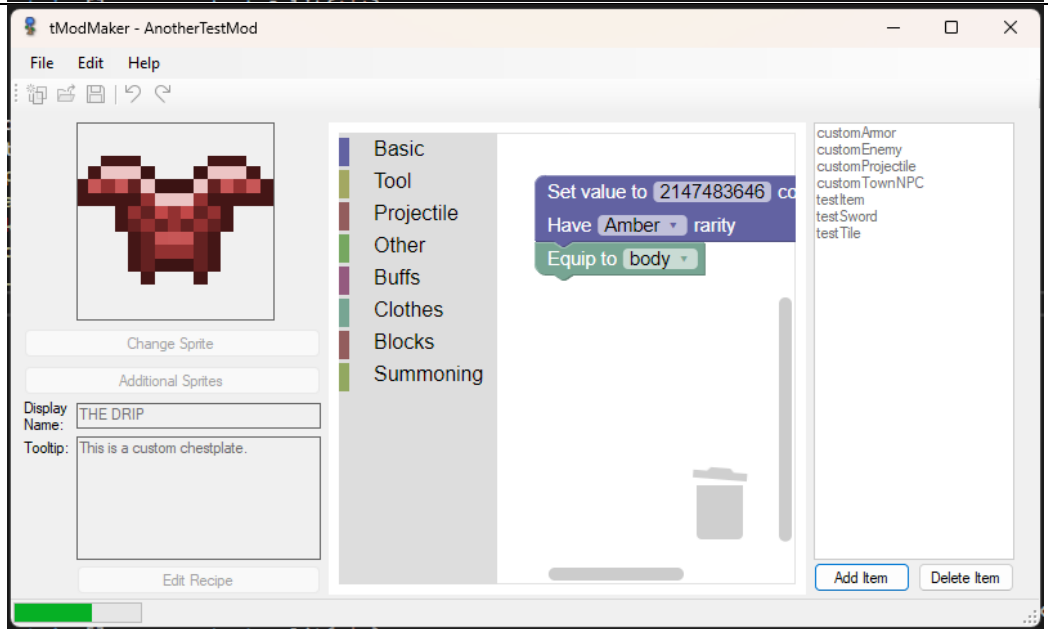 tModMaker - AnotherTestMod
File Edit Help
Change Sprite
Additional Sprites
Display Name:
THE DRIP
Tooltip:
This is a custom chestplate.
Edit Recipe
Basic
Tool
Projectile
Other
Buffs
Clothes
Blocks
Summoning
Set value to 2147483646 co
Have Amber rarity
Equip to body
customArmor
customEnemy
customProjectile
customTownNPC
testItem
testSword
testTile
Add Item
Delete Item